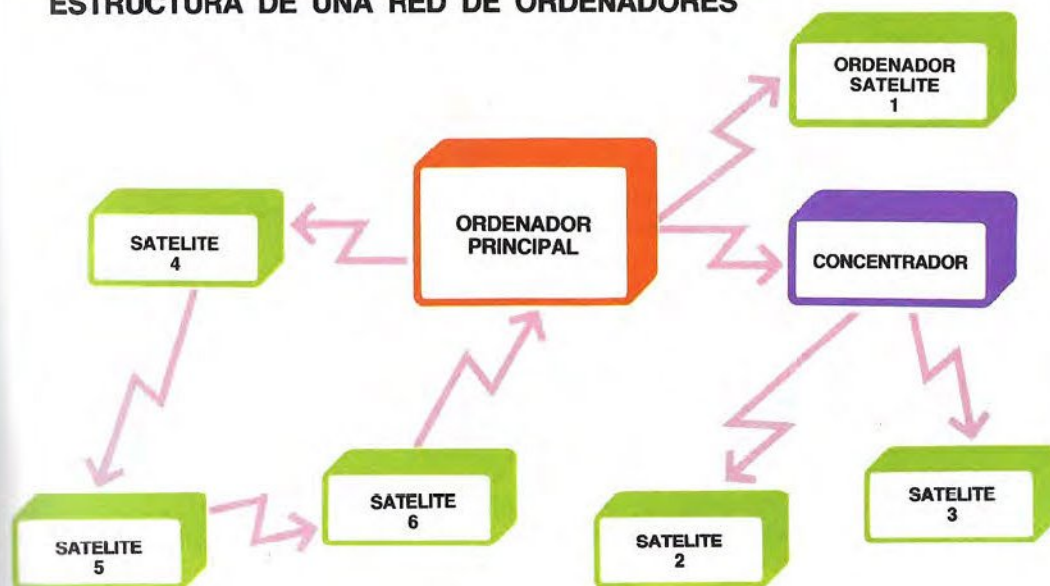 ESTRUCTURA DE UNA RED DE ORDENADORES
ORDENADOR
SATELITE
1
ORDENADOR
PRINCIPAL
SATELITE
4
CONCENTRADOR
SATELITE
6
SATELITE
3
SATELITE
5
SATELITE
2